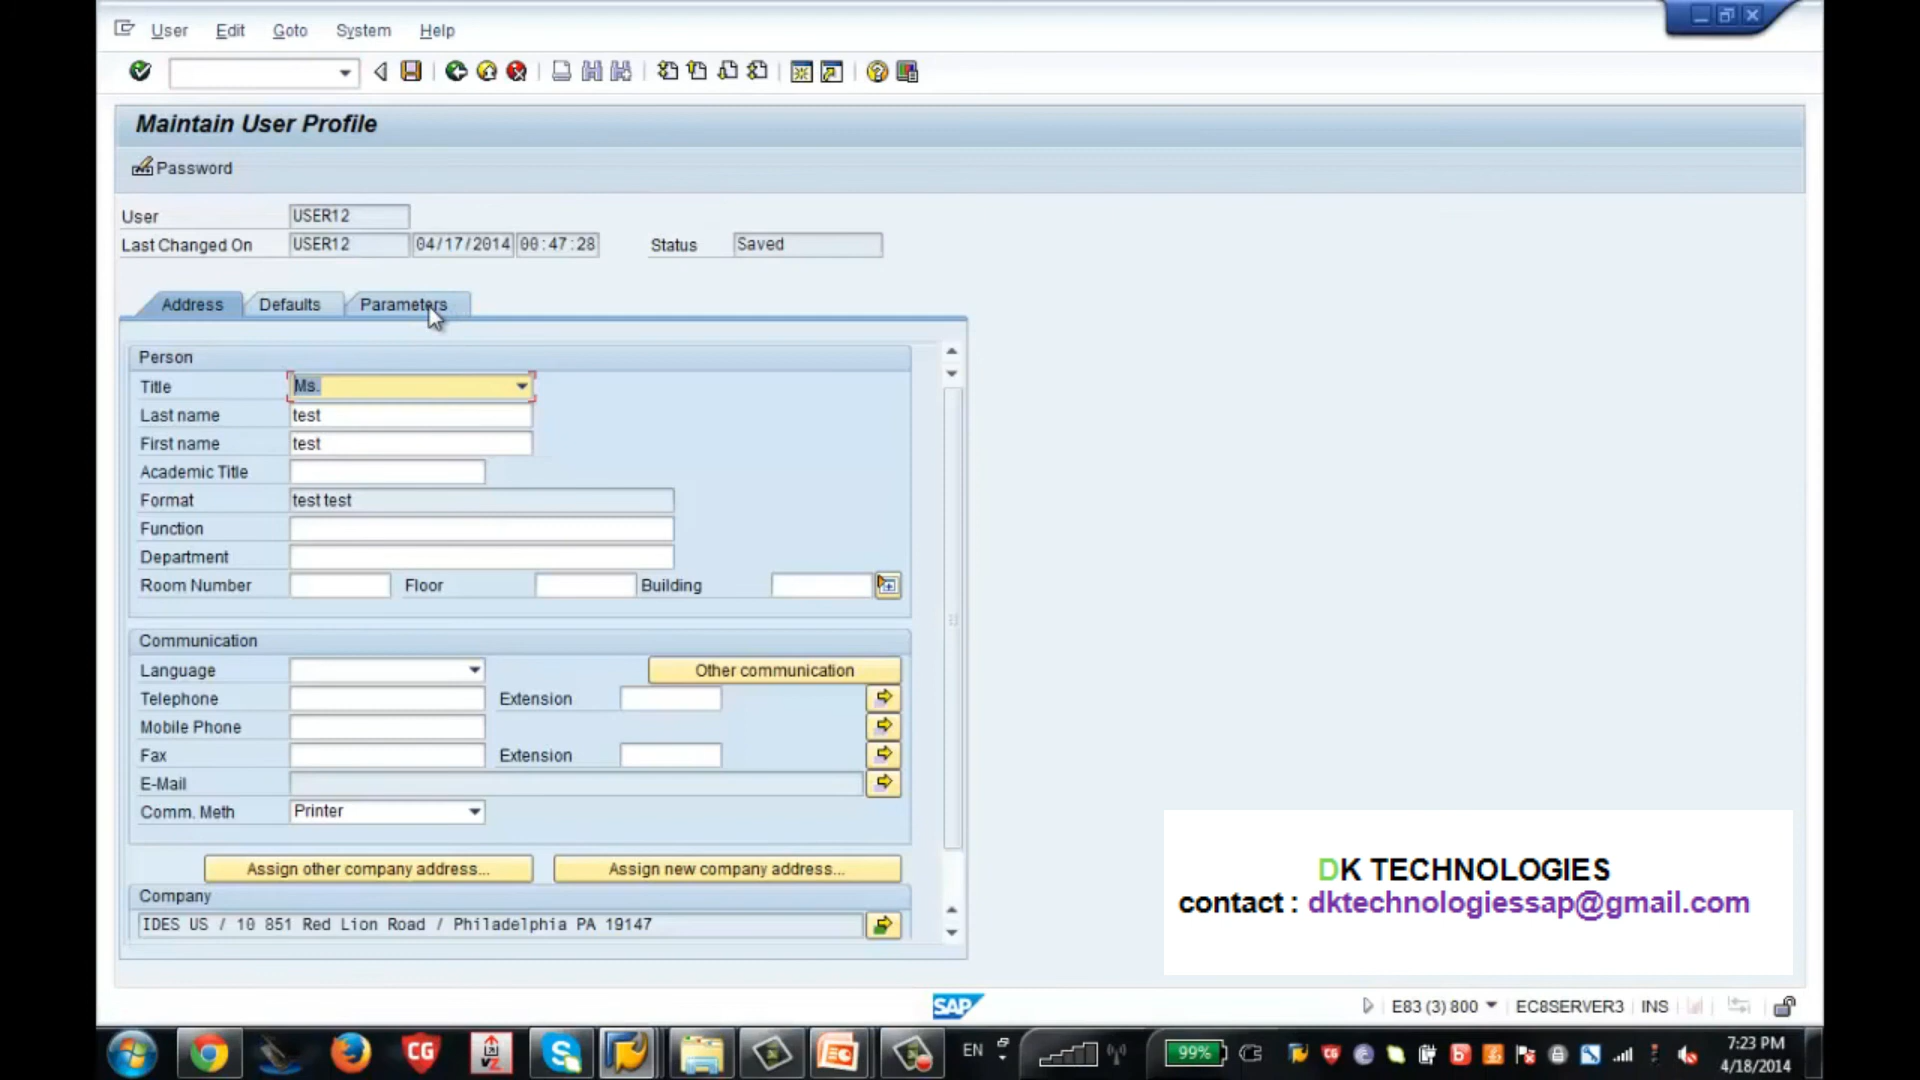 User Edit Goto System Help
Maintain User Profile
Password
User USER12
Last Changed On USER12 04/17/2014 00:47:28 Status Saved
Address Defaults Parameters
Person
Title Ms.
Last name test
First name test
Academic Title
Format test test
Function
Department
Room Number Floor Building
Communication
Language Other communication
Telephone Extension
Mobile Phone
Fax Extension
E-Mail
Comm. Meth Printer
Assign other company address... Assign new company address...
Company
IDES US / 10 851 Red Lion Road / Philadelphia PA 19147
DK TECHNOLOGIES
contact : dktechnologiessap@gmail.com
SAP E83 (3) 800 EC8SERVER3 INS
CG EN 99% 7:23 PM
4/18/2014